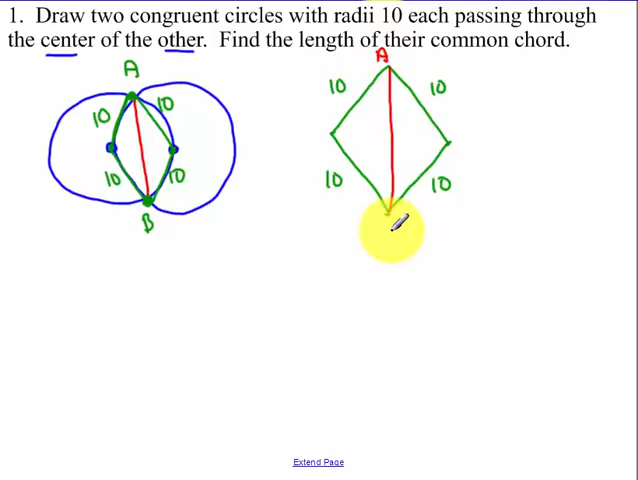 1.  Draw two congruent circles with radii 10 each passing through
the center of the other.  Find the length of their common chord.
A
A
10
10
10
10
10
10
10
10
B
Extend Page